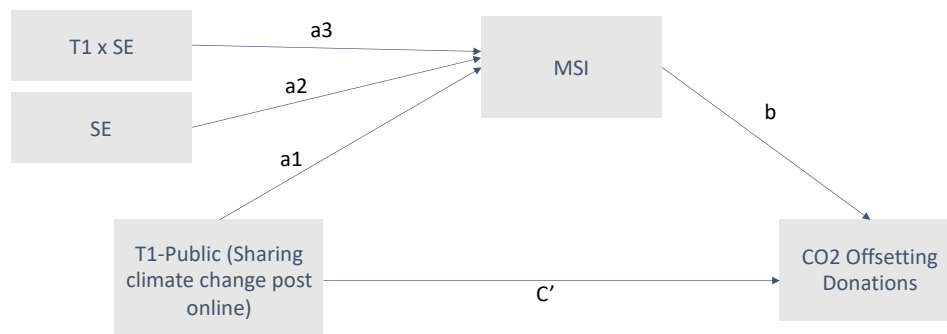 T1 x SE
a3
MSI
a2
SE
b
a1
T1-Public (Sharing
climate change post
online)
CO2 Offsetting
Donations
C’